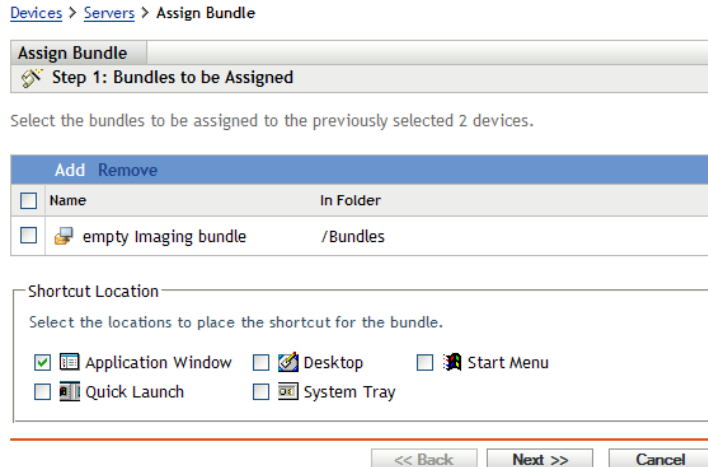 Devices > Servers > Assign Bundle
Assign Bundle
Step 1: Bundles to be Assigned
Select the bundles to be assigned to the previously selected 2 devices.
Add Remove
Name In Folder
empty Imaging bundle /Bundles
Shortcut Location
Select the locations to place the shortcut for the bundle.
Application Window Desktop Start Menu
Quick Launch System Tray
<< Back Next >> Cancel